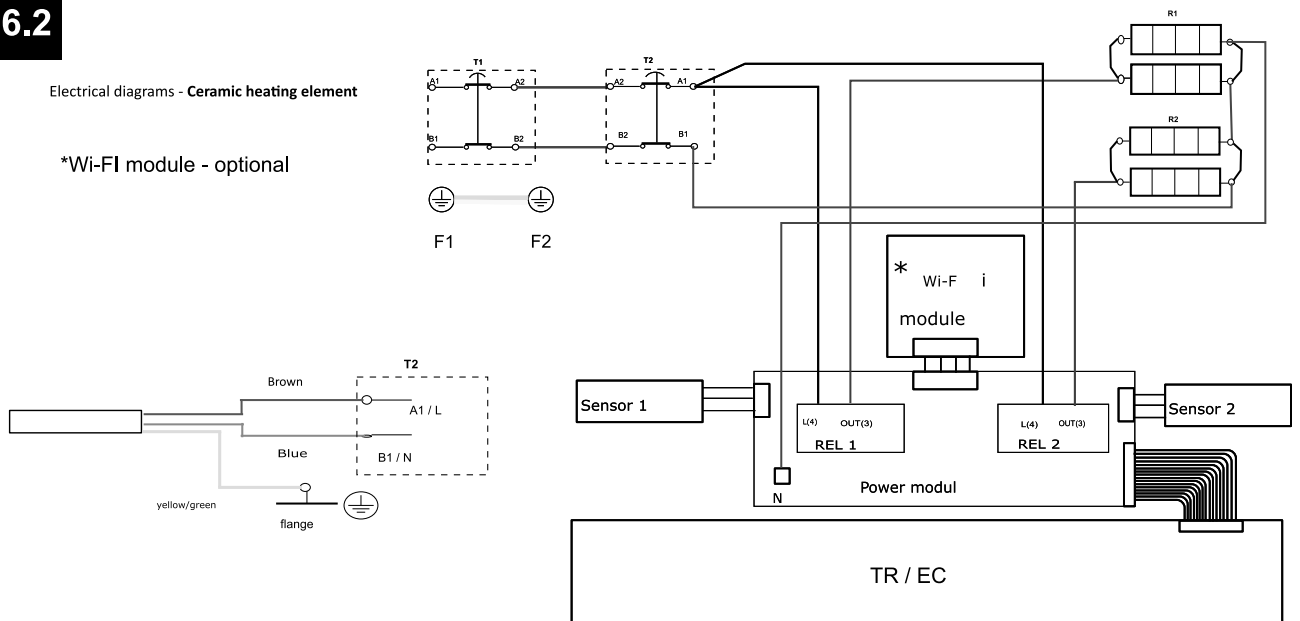 6.2
Electrical diagrams - Ceramic heating element
*Wi-FI module - optional
T1
A1
A2
B1
B2
T2
A2
A1
B2
B1
R1
R2
F1
F2
* Wi-F i
module
T2
Brown
A1 / L
Blue
B1 / N
yellow/green
flange
Sensor 1
L(4) OUT(3)
REL 1
L(4) OUT(3)
REL 2
Sensor 2
N
Power modul
TR / EC